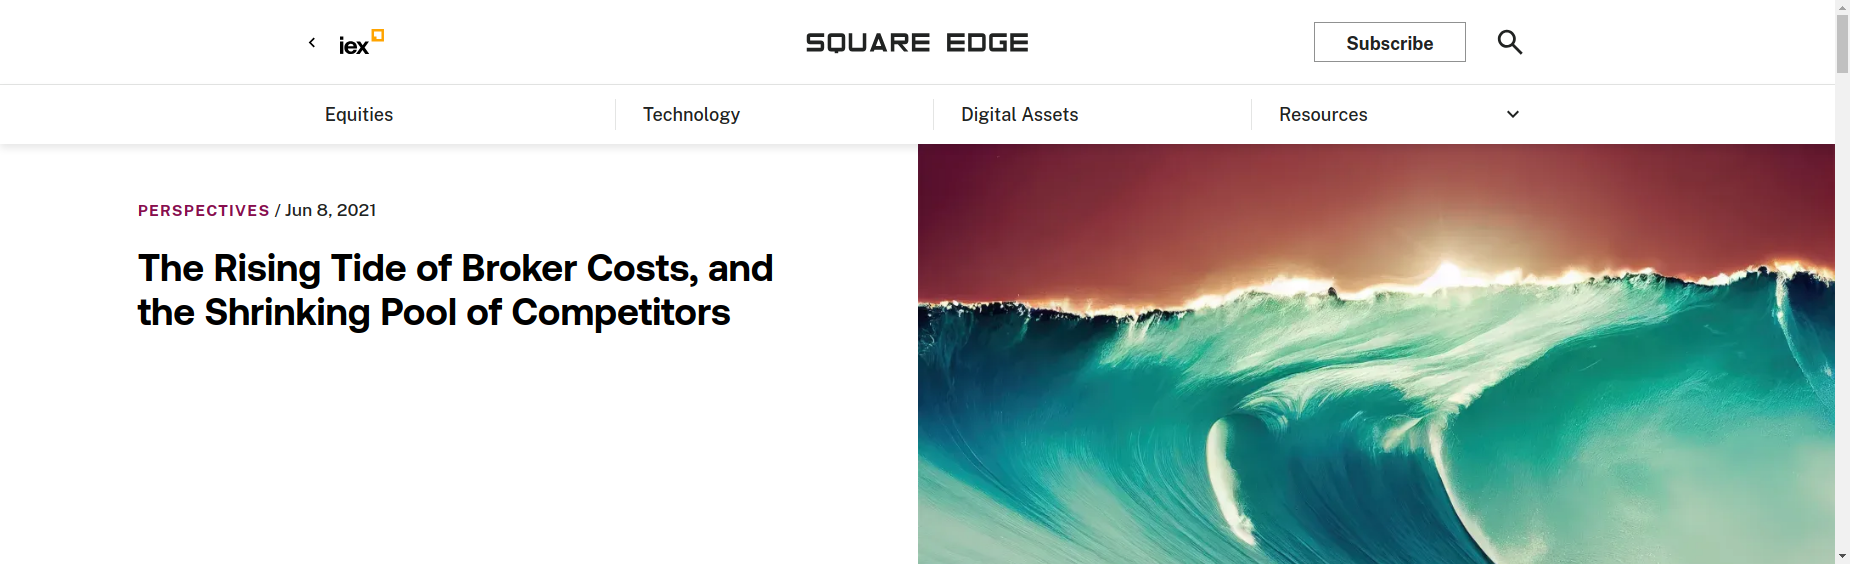 iex
SQUARE EDGE
Subscribe
Equities
Technology
Digital Assets
Resources
PERSPECTIVES / Jun 8, 2021
The Rising Tide of Broker Costs, and
the Shrinking Pool of Competitors